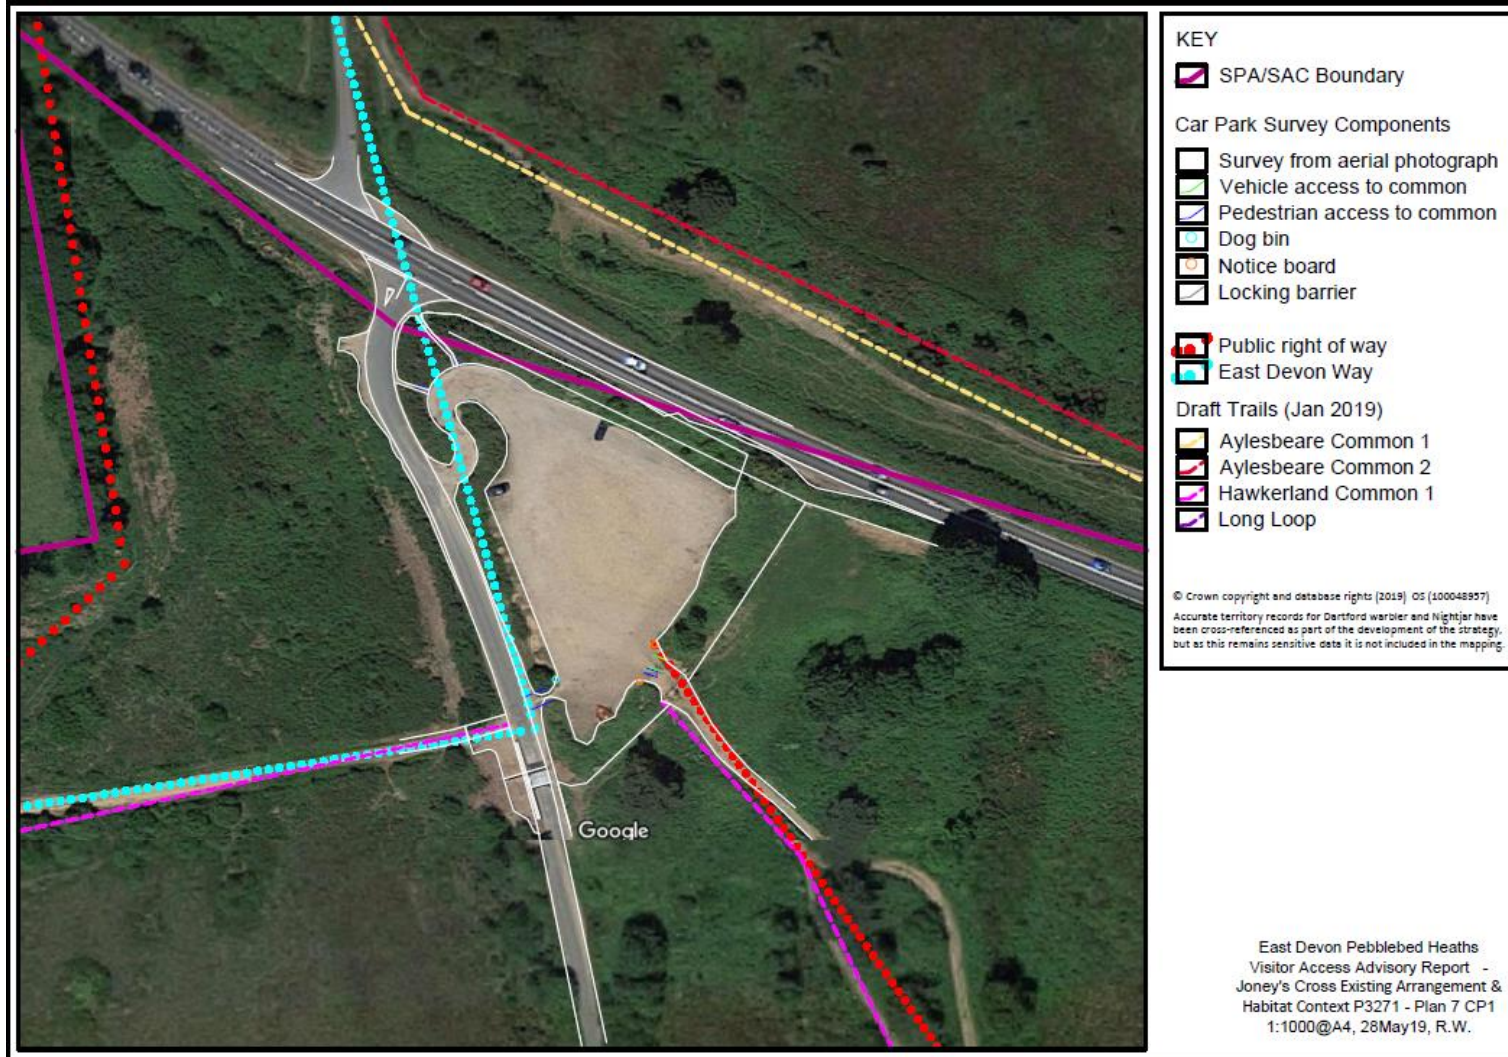 KEY
SPA/SAC Boundary
Car Park Survey Components
Survey from aerial photograph
Vehicle access to common
Pedestrian access to common
Dog bin
Notice board
Locking barrier
Public right of way
East Devon Way
Draft Trails (Jan 2019)
Aylesbeare Common 1
Aylesbeare Common 2
Hawkerland Common 1
Long Loop
© Crown copyright and database rights (2019) OS (100048957)
Accurate territory records for Dartford warbler and Nightjar have
been cross-referenced as part of the development of the strategy,
but as this remains sensitive data it is not included in the mapping.
Google
East Devon Pebblebed Heaths
Visitor Access Advisory Report -
Joney's Cross Existing Arrangement &
Habitat Context P3271 - Plan 7 CP1
1:1000@A4, 28May19, R.W.